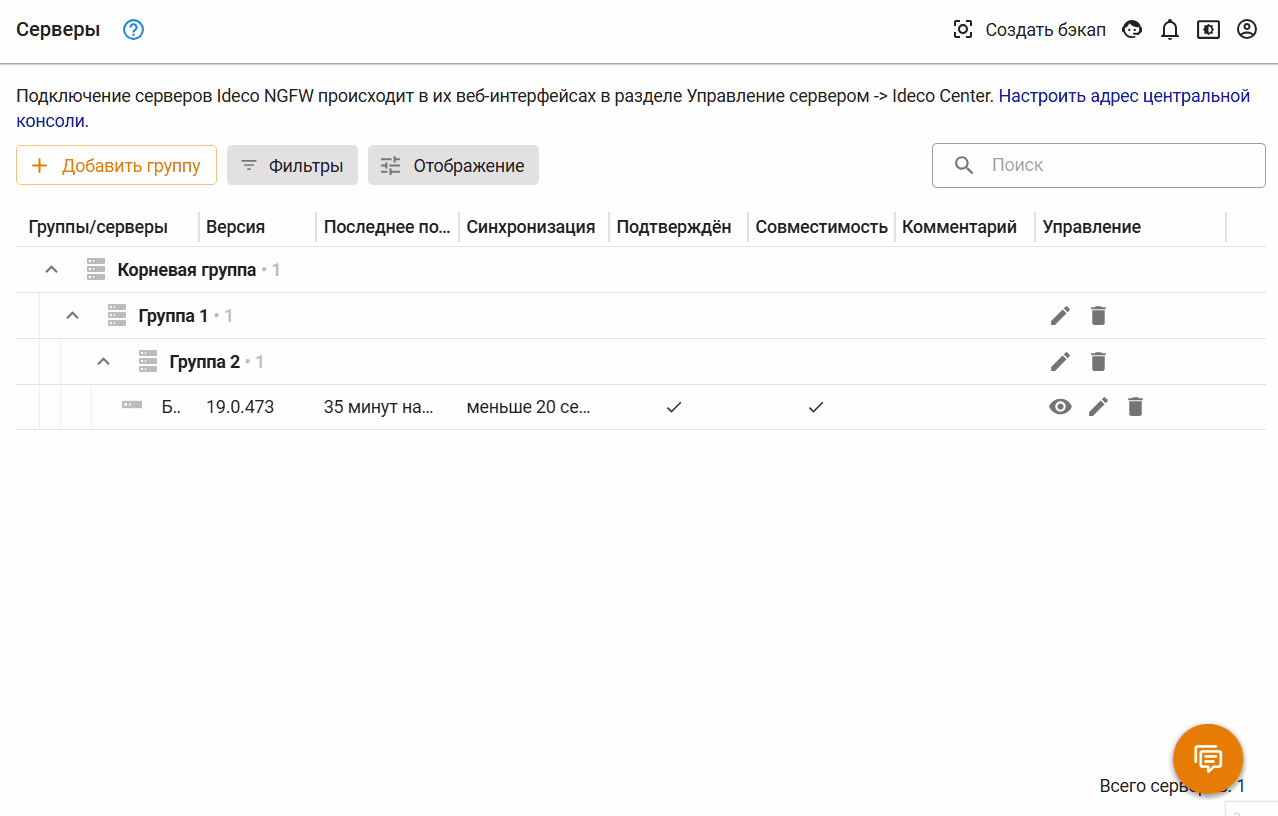 Серверы
Создать бэкап
Подключение серверов Ideco NGFW происходит в их веб-интерфейсах в разделе Управление сервером -> Ideco Center. Настроить адрес центральной
консоли.
Добавить группу Фильтры Отображение Поиск
Группы/серверы Версия Последнее по... Синхронизация Подтверждён Совместимость Комментарий Управление
Корневая группа • 1
Группа 1 • 1
Группа 2 • 1
Б.. 19.0.473 35 минут на... меньше 20 се...
Всего 1